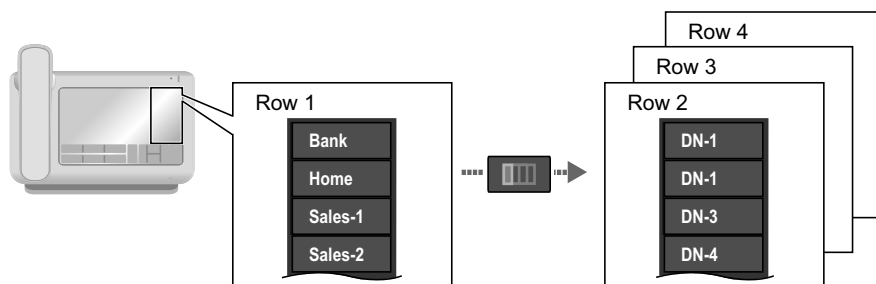 Row 1
Bank
Home
Sales-1
Sales-2
Row 4
Row 3
Row 2
DN-1
DN-1
DN-3
DN-4